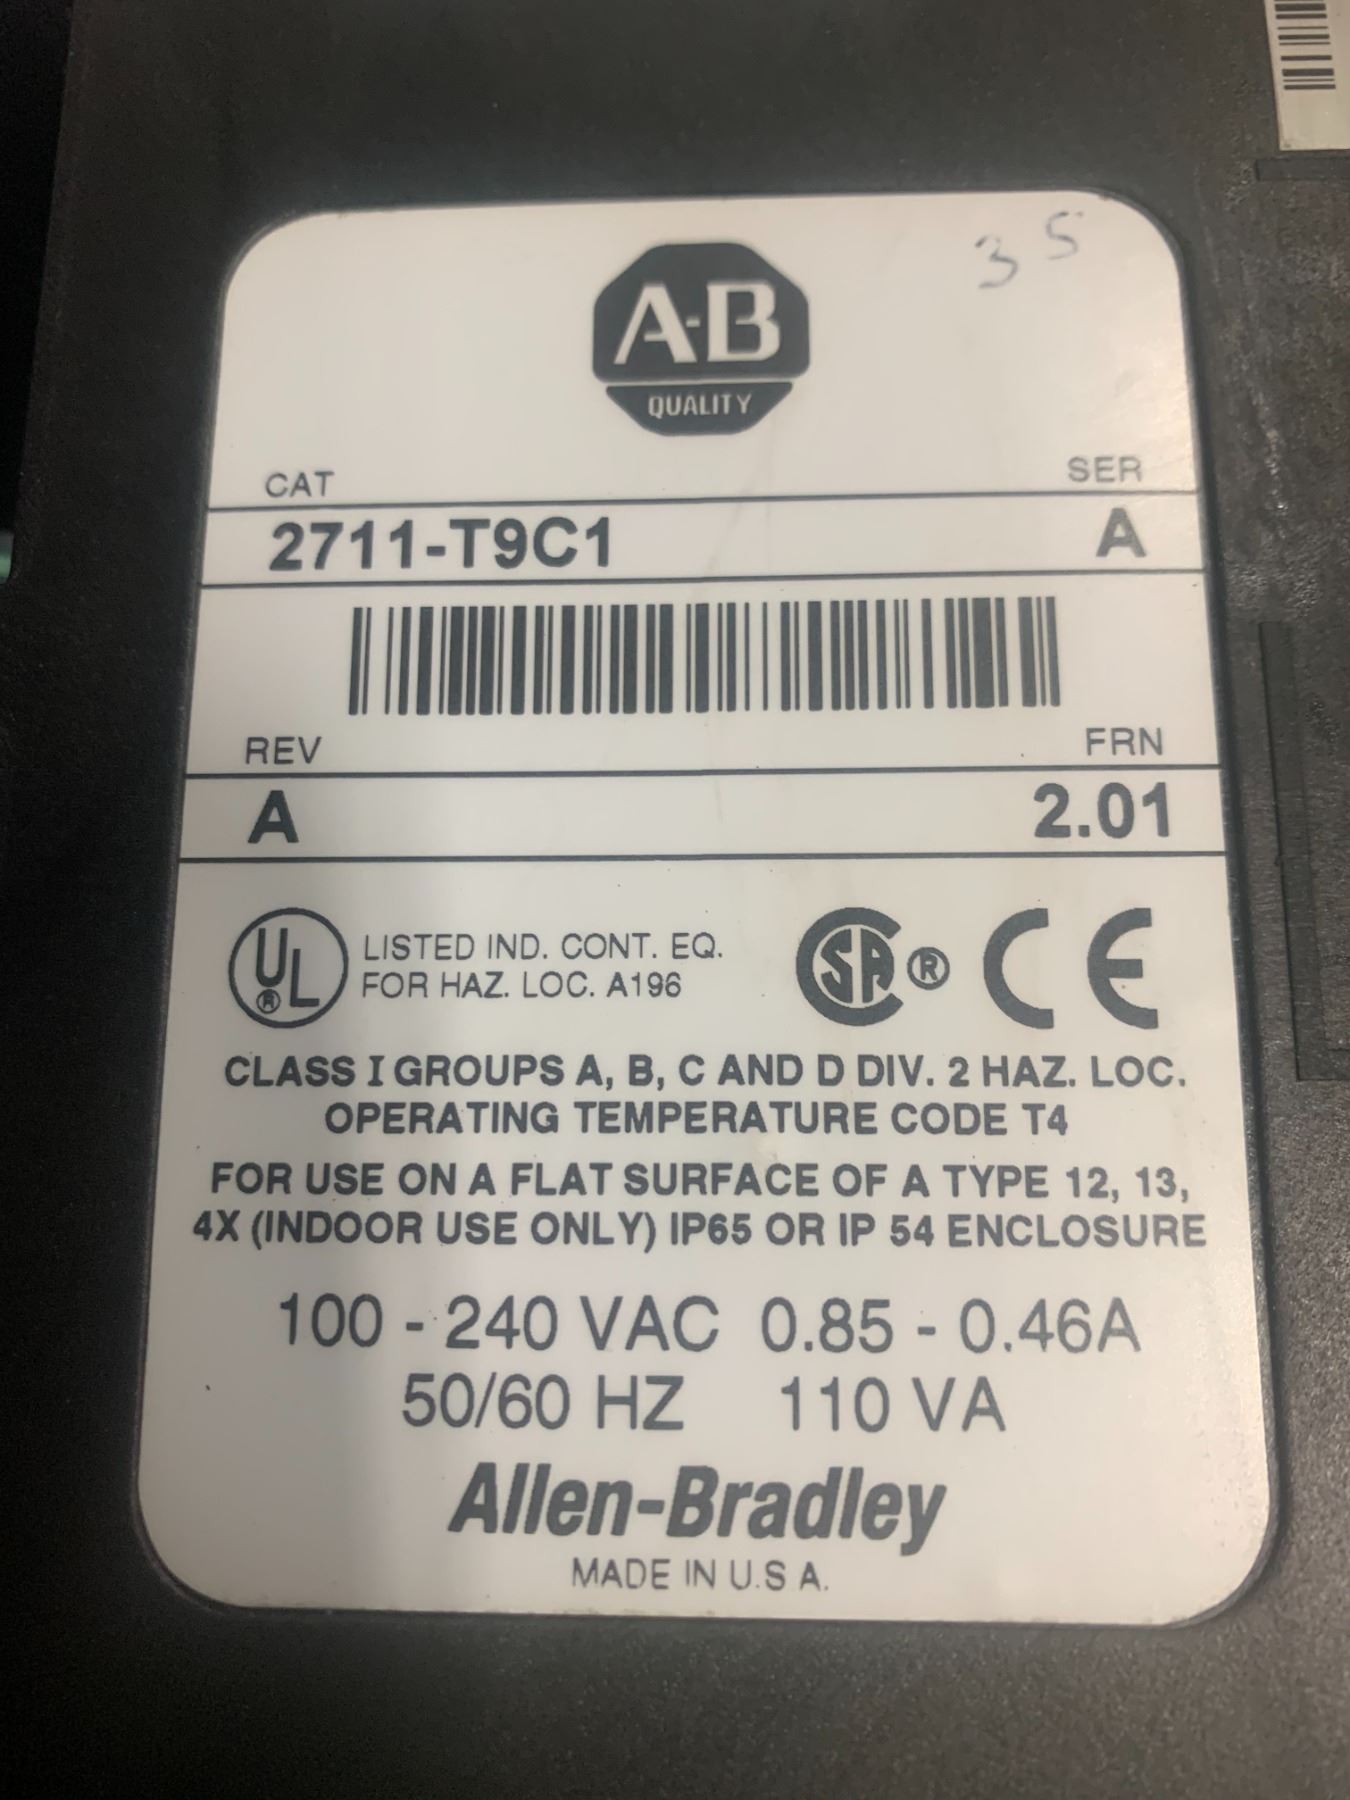 35
A-B
QUALITY
CAT SER
2711-T9C1 A
REV FRN
A 2.01
UL® LISTED IND. CONT. EQ.
FOR HAZ. LOC. A196
SA ® CE
CLASS I GROUPS A, B, C AND D DIV. 2 HAZ. LOC.
OPERATING TEMPERATURE CODE T4
FOR USE ON A FLAT SURFACE OF A TYPE 12, 13,
4X (INDOOR USE ONLY) IP65 OR IP 54 ENCLOSURE
100 - 240 VAC 0.85 - 0.46A
50/60 HZ 110 VA
Allen-Bradley
MADE IN U.S A.